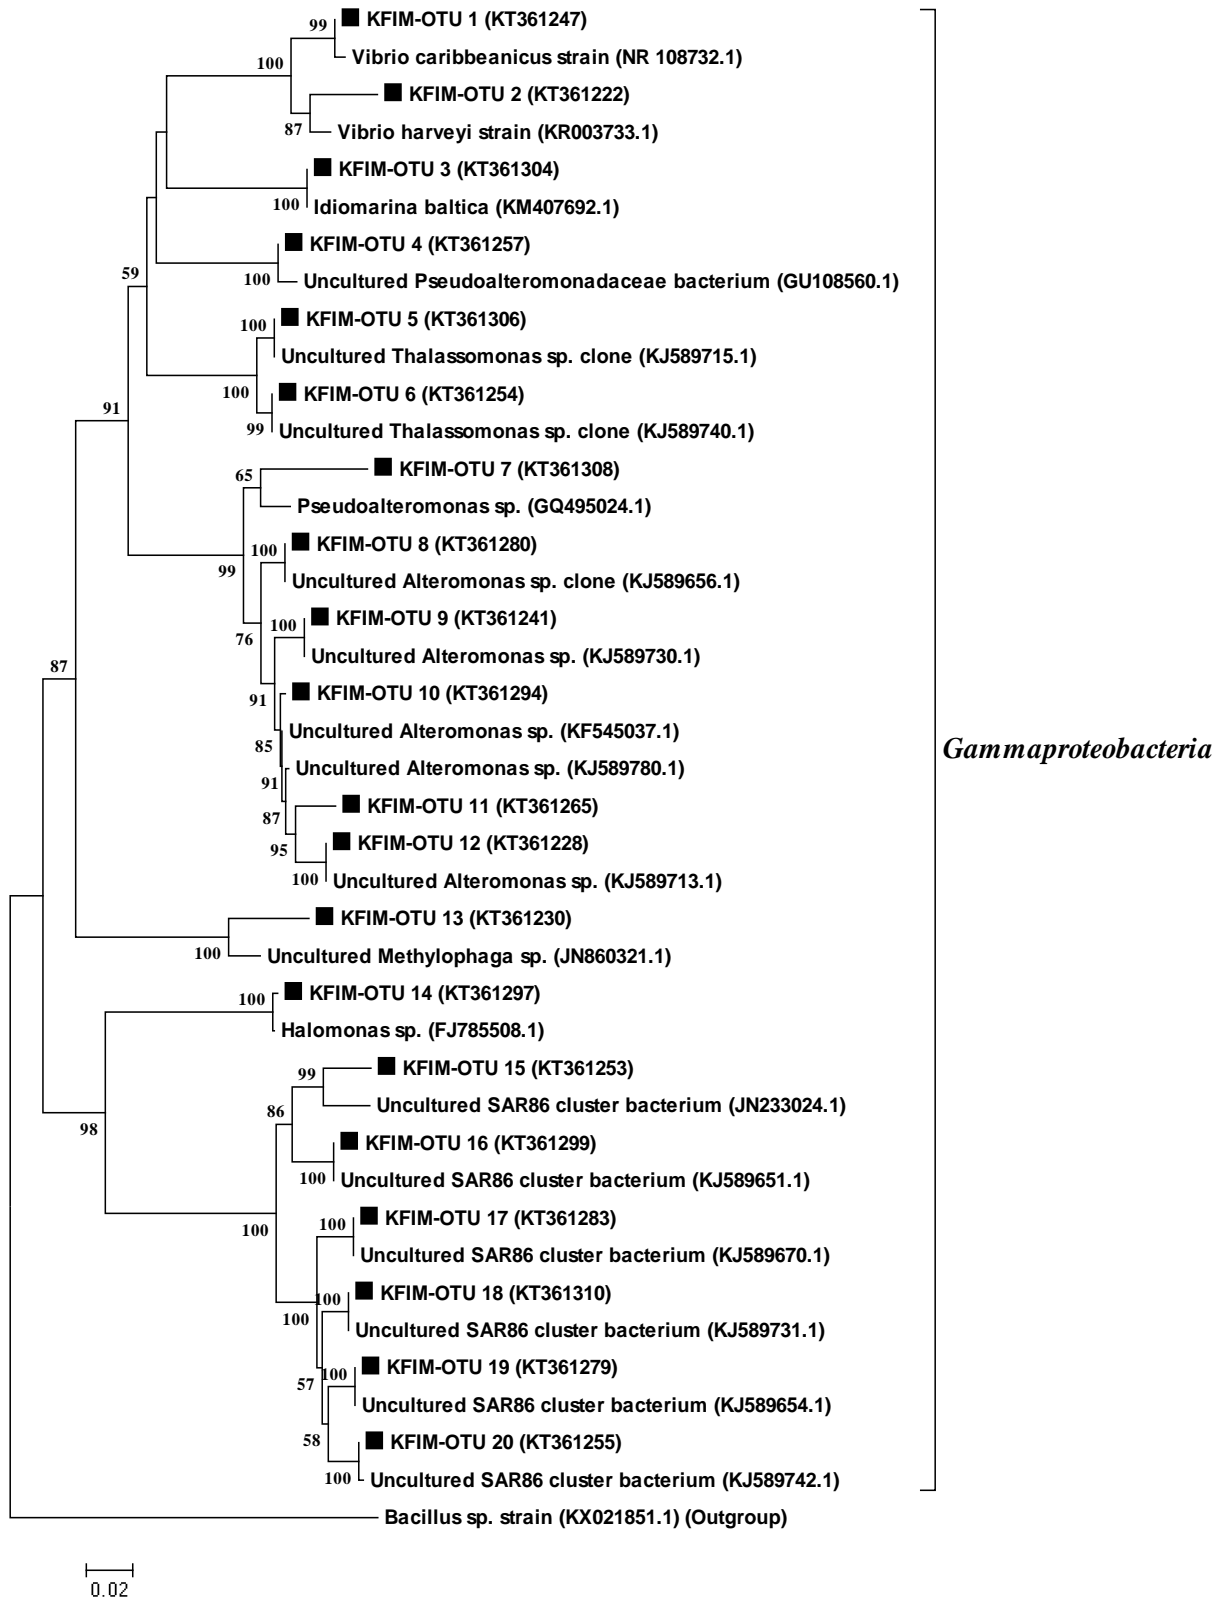 99
KFIM-OTU 1 (KT361247)
100
Vibrio caribbeanicus strain (NR 108732.1)
KFIM-OTU 2 (KT361222)
87
Vibrio harveyi strain (KR003733.1)
KFIM-OTU 3 (KT361304)
100
Idiomarina baltica (KM407692.1)
KFIM-OTU 4 (KT361257)
59
100
Uncultured Pseudoalteromonadaceae bacterium (GU108560.1)
100
KFIM-OTU 5 (KT361306)
Uncultured Thalassomonas sp. clone (KJ589715.1)
100
KFIM-OTU 6 (KT361254)
91
99
Uncultured Thalassomonas sp. clone (KJ589740.1)
65
KFIM-OTU 7 (KT361308)
Pseudoalteromonas sp. (GQ495024.1)
100
KFIM-OTU 8 (KT361280)
99
Uncultured Alteromonas sp. clone (KJ589656.1)
100
KFIM-OTU 9 (KT361241)
76
Uncultured Alteromonas sp. (KJ589730.1)
87
91
KFIM-OTU 10 (KT361294)
Uncultured Alteromonas sp. (KF545037.1)
85
Gammaproteobacteria
Uncultured Alteromonas sp. (KJ589780.1)
91
KFIM-OTU 11 (KT361265)
87
KFIM-OTU 12 (KT361228)
95
100
Uncultured Alteromonas sp. (KJ589713.1)
KFIM-OTU 13 (KT361230)
100
Uncultured Methylophaga sp. (JN860321.1)
100
KFIM-OTU 14 (KT361297)
Halomonas sp. (FJ785508.1)
99
KFIM-OTU 15 (KT361253)
86
Uncultured SAR86 cluster bacterium (JN233024.1)
98
KFIM-OTU 16 (KT361299)
100
Uncultured SAR86 cluster bacterium (KJ589651.1)
100
KFIM-OTU 17 (KT361283)
100
Uncultured SAR86 cluster bacterium (KJ589670.1)
100
KFIM-OTU 18 (KT361310)
100
Uncultured SAR86 cluster bacterium (KJ589731.1)
100
KFIM-OTU 19 (KT361279)
57
Uncultured SAR86 cluster bacterium (KJ589654.1)
58
KFIM-OTU 20 (KT361255)
100
Uncultured SAR86 cluster bacterium (KJ589742.1)
Bacillus sp. strain (KX021851.1) (Outgroup)
0.02